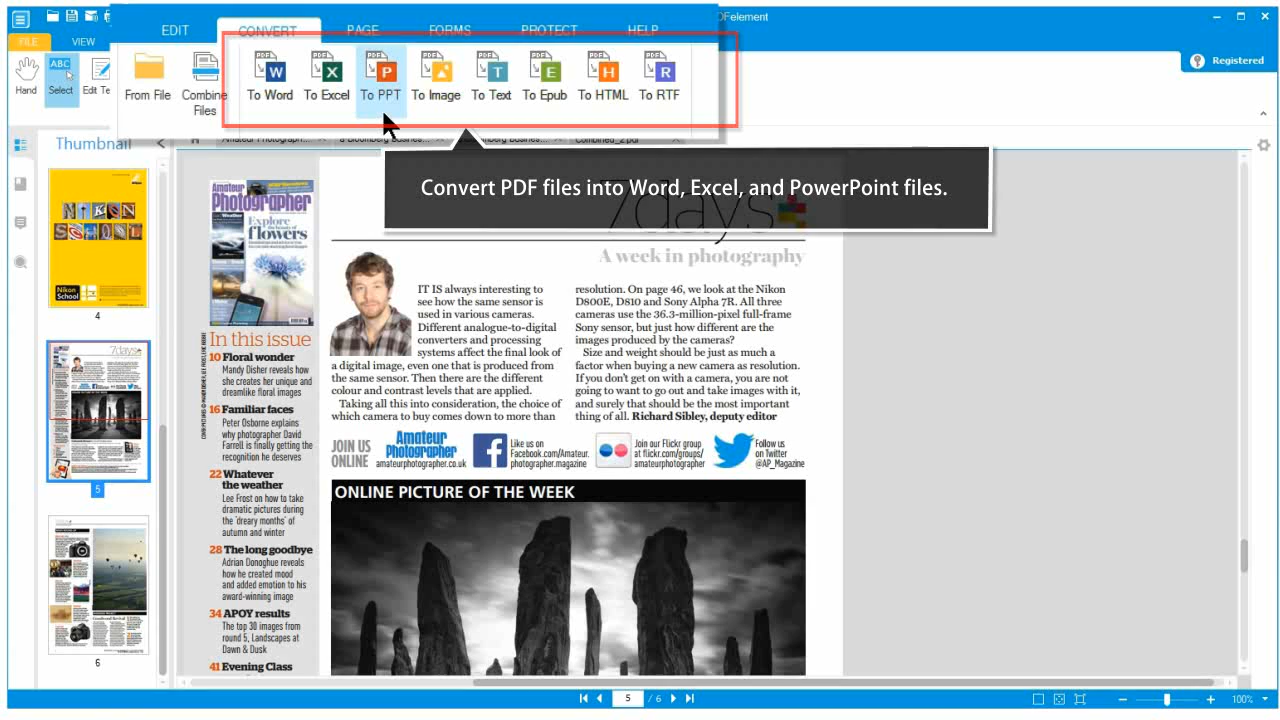 DFelement
EDIT
CONVERT
PAGE
FORMS
PROTECT
HELP
FILE
VIEW
Registered
Hand
ABC
Select
Edit Te
From File
Combine
Files
To Word
To Excel
To PPT
To Image
To Text
To Epub
To HTML
To RTF
Thumbnail
Combined_2.pdf
Convert PDF files into Word, Excel, and PowerPoint files.
NIKON
SCHOOL
Nikon
School
4
7days
5
6
Amateur
Photographer
Explore
flowers
In this issue
10 Floral wonder
Mandy Disher reveals how
she creates her unique and
dreamlike floral images
16 Familiar faces
Peter Osborne explains
why photographer David
Farrell is finally getting the
recognition he deserves
22 Whatever
the weather
Lee Frost on how to take
dramatic pictures during
the 'dreary months' of
autumn and winter
28 The long goodbye
Adrian Donoghue reveals
how he created mood
and added emotion to his
award-winning image
34 APOY results
The top 30 images from
round 5, Landscapes at
Dawn & Dusk
41 Evening Class
7days
A week in photography
IT IS always interesting to
see how the same sensor is
used in various cameras.
Different analogue-to-digital
converters and processing
systems affect the final look of
a digital image, even one that is produced from
the same sensor. Then there are the different
colour and contrast levels that are applied.
Taking all this into consideration, the choice of
which camera to buy comes down to more than
resolution. On page 46, we look at the Nikon
D800E, D810 and Sony Alpha 7R. All three
cameras use the 36.3-million-pixel full-frame
Sony sensor, but just how different are the
images produced by the cameras?
Size and weight should be just as much a
factor when buying a new camera as resolution.
If you don't get on with a camera, you are not
going to want to go out and take images with it,
and surely that should be the most important
thing of all. Richard Sibley, deputy editor
JOIN US
ONLINE
Amateur
Photographer
amateurphotographer.co.uk
Like us on
Facebook.com/Amateur.
photographer.magazine
Join our Flickr group
at flickr.com/groups/
amateurphotographer
Follow us
on Twitter
@AP_Magazine
ONLINE PICTURE OF THE WEEK
5 / 6
100%